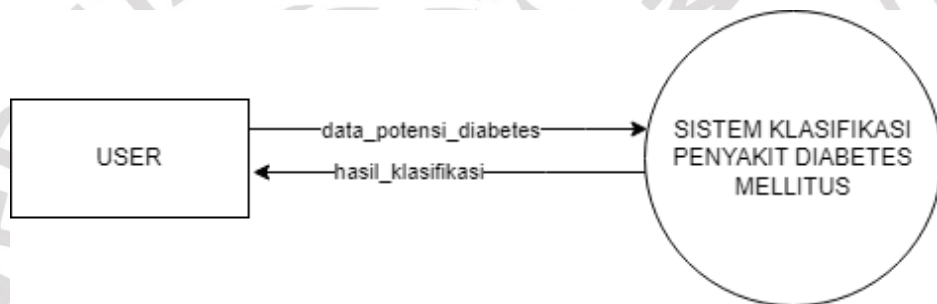 USER
data_potensi_diabetes
hasil_klasifikasi
SISTEM KLASIFIKASI
PENYAKIT DIABETES
MELLITUS